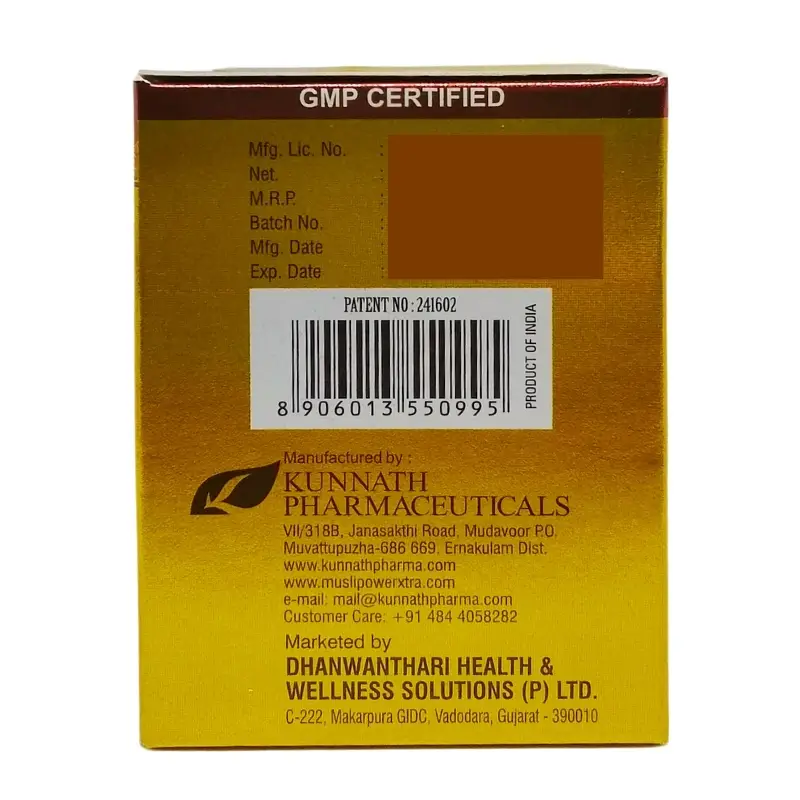 GMP CERTIFIED
Mfg. Lic. No. :
Net. :
M.R.P. :
Batch No. :
Mfg. Date :
Exp. Date :
PATENT NO : 241602
8 906013 550995
PRODUCT OF INDIA
Manufactured by :
KUNNATH
PHARMACEUTICALS
VII/318B, Janasakthi Road, Mudavoor P.O,
Muvattupuzha-686 669, Ernakulam Dist.
www.kunnathpharma.com
www.muslipowerxtra.com
e-mail: mail@kunnathpharma.com
Customer Care: +91 484 4058282
Marketed by
DHANWANTHARI HEALTH &
WELLNESS SOLUTIONS (P) LTD.
C-222, Makarpura GIDC, Vadodara, Gujarat - 390010